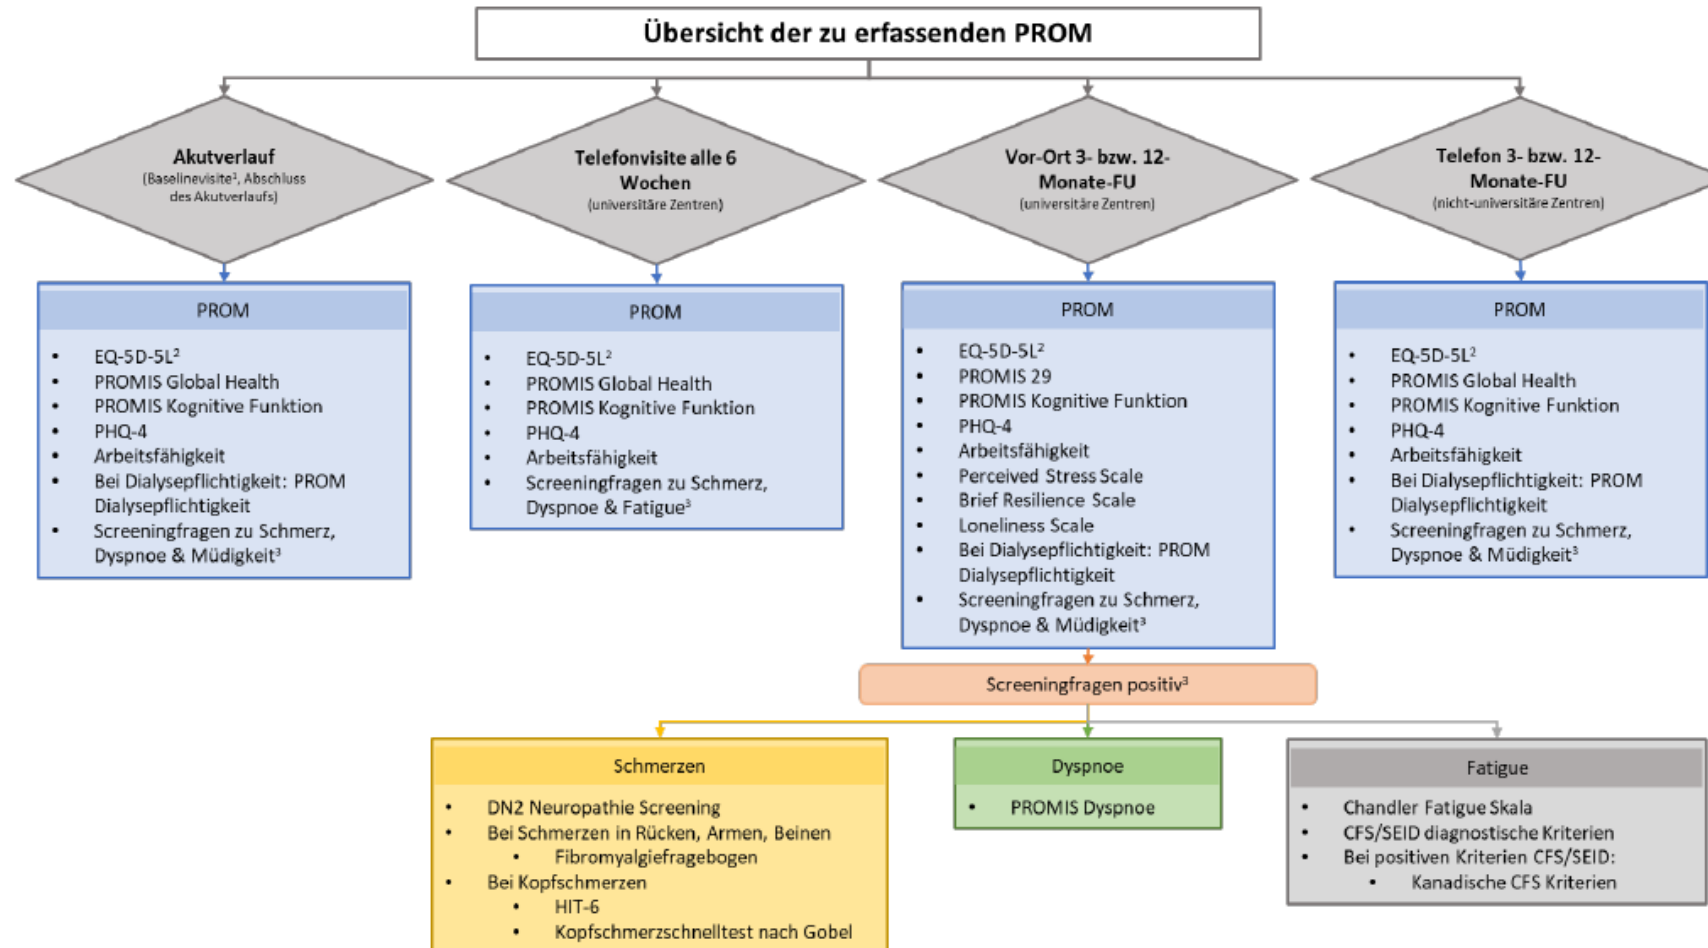 Übersicht der zu erfassenden PROM
Akutverlauf
(Baselinevisite¹, Abschluss
des Akutverlaufs)
Telefonvisite alle 6
Wochen
(universitäre Zentren)
Vor-Ort 3- bzw. 12-
Monate-FU
(universitäre Zentren)
Telefon 3- bzw. 12-
Monate-FU
(nicht-universitäre Zentren)
PROM
• EQ-5D-5L²
• PROMIS Global Health
• PROMIS Kognitive Funktion
• PHQ-4
• Arbeitsfähigkeit
• Bei Dialysepflichtigkeit: PROM
Dialysepflichtigkeit
• Screeningfragen zu Schmerz,
Dyspnoe & Müdigkeit³
PROM
• EQ-5D-5L²
• PROMIS Global Health
• PROMIS Kognitive Funktion
• PHQ-4
• Arbeitsfähigkeit
• Screeningfragen zu Schmerz,
Dyspnoe & Fatigue³
PROM
• EQ-5D-5L²
• PROMIS 29
• PROMIS Kognitive Funktion
• PHQ-4
• Arbeitsfähigkeit
• Perceived Stress Scale
• Brief Resilience Scale
• Loneliness Scale
• Bei Dialysepflichtigkeit: PROM
Dialysepflichtigkeit
• Screeningfragen zu Schmerz,
Dyspnoe & Müdigkeit³
PROM
• EQ-5D-5L²
• PROMIS Global Health
• PROMIS Kognitive Funktion
• PHQ-4
• Arbeitsfähigkeit
• Bei Dialysepflichtigkeit: PROM
Dialysepflichtigkeit
• Screeningfragen zu Schmerz,
Dyspnoe & Müdigkeit³
Screeningfragen positiv³
Schmerzen
• DN2 Neuropathie Screening
• Bei Schmerzen in Rücken, Armen, Beinen
• Fibromyalgiefragebogen
• Bei Kopfschmerzen
• HIT-6
• Kopfschmerzschnelltest nach Gobel
Dyspnoe
• PROMIS Dyspnoe
Fatigue
• Chandler Fatigue Skala
• CFS/SEID diagnostische Kriterien
• Bei positiven Kriterien CFS/SEID:
• Kanadische CFS Kriterien